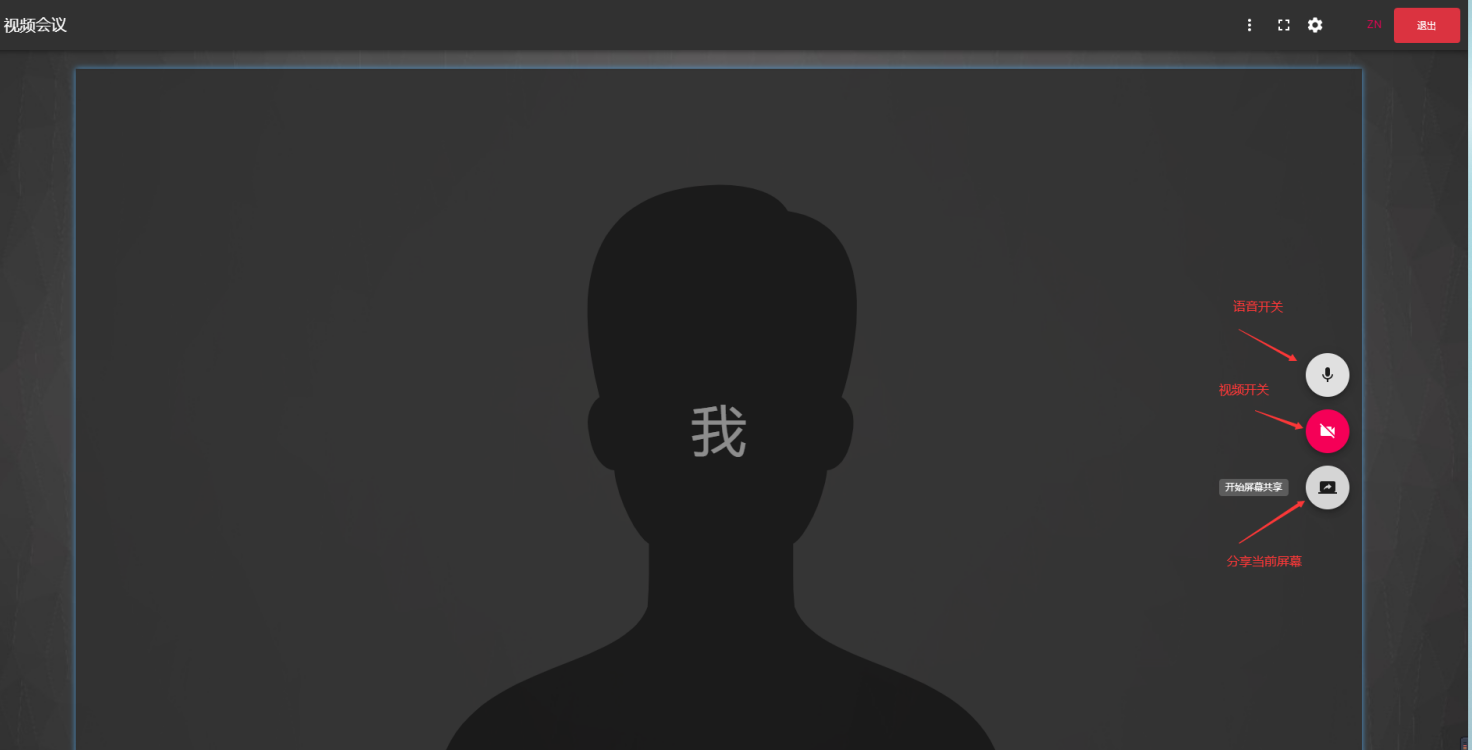 视频会议
ZN
退出
语音开关
视频开关
我
开始屏幕共享
分享当前屏幕